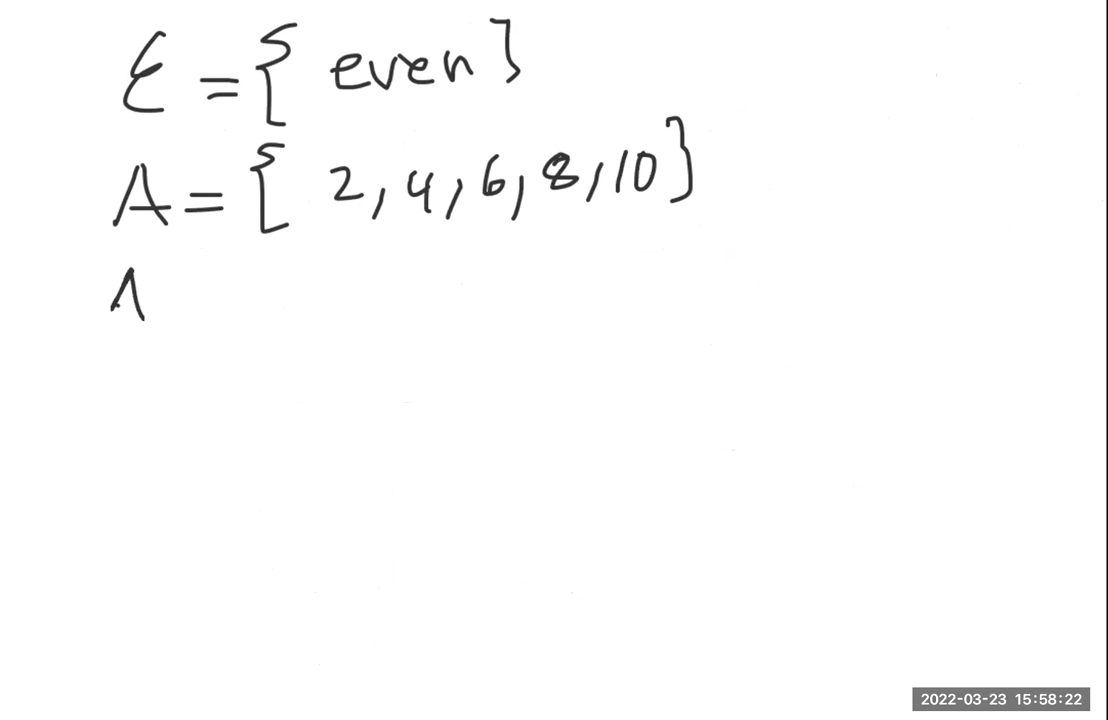 ℰ = { even }
A = { 2, 4, 6, 8, 10 }
2022-03-23 15:58:22